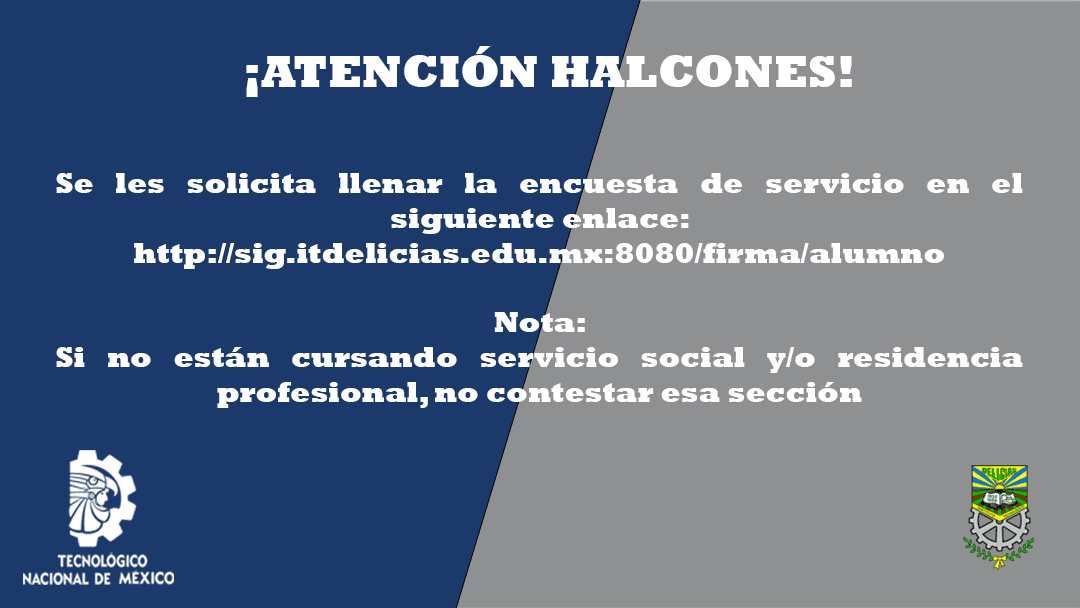 ¡ATENCIÓN HALCONES!
Se les solicita llenar la encuesta de servicio en el
siguiente enlace:
http://sig.itdelicias.edu.mx:8080/firma/alumno
Nota:
Si no están cursando servicio social y/o residencia
profesional, no contestar esa sección
TECNOLÓGICO
NACIONAL DE MÉXICO
DELICIAS